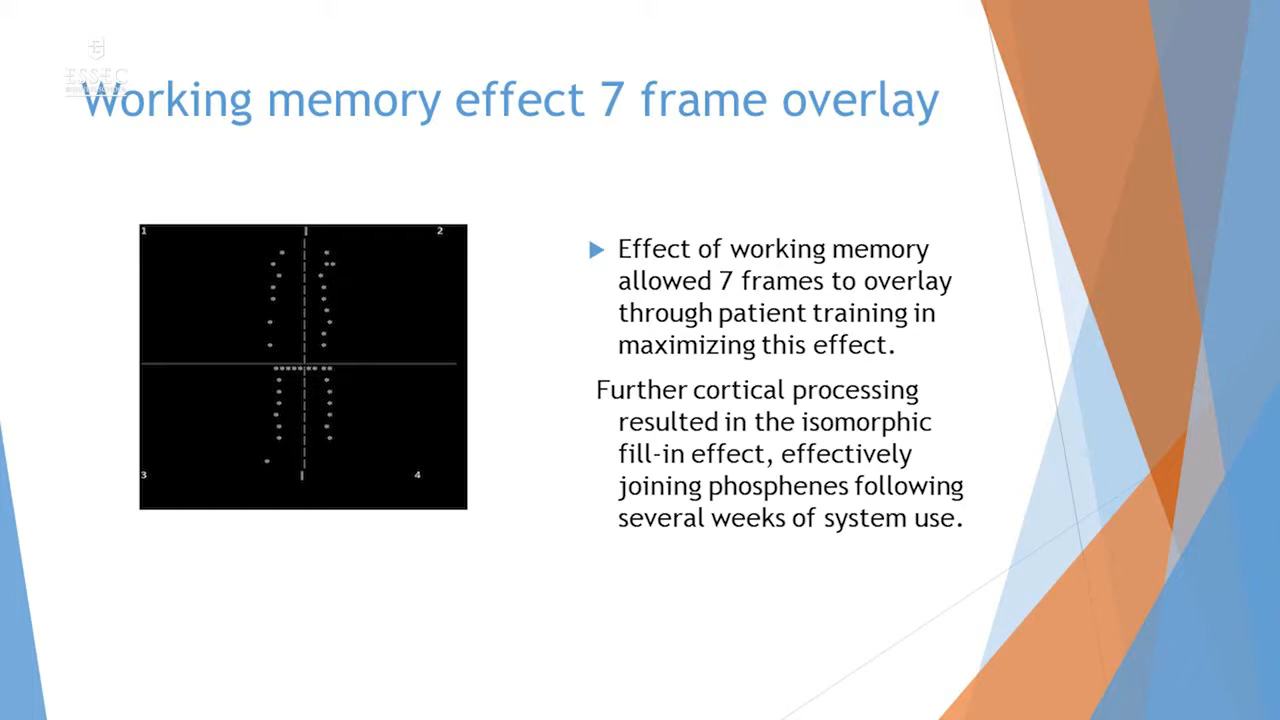 ESSEC
Working memory effect 7 frame overlay
1
2
3
4
Effect of working memory
allowed 7 frames to overlay
through patient training in
maximizing this effect.
Further cortical processing
resulted in the isomorphic
fill-in effect, effectively
joining phosphenes following
several weeks of system use.